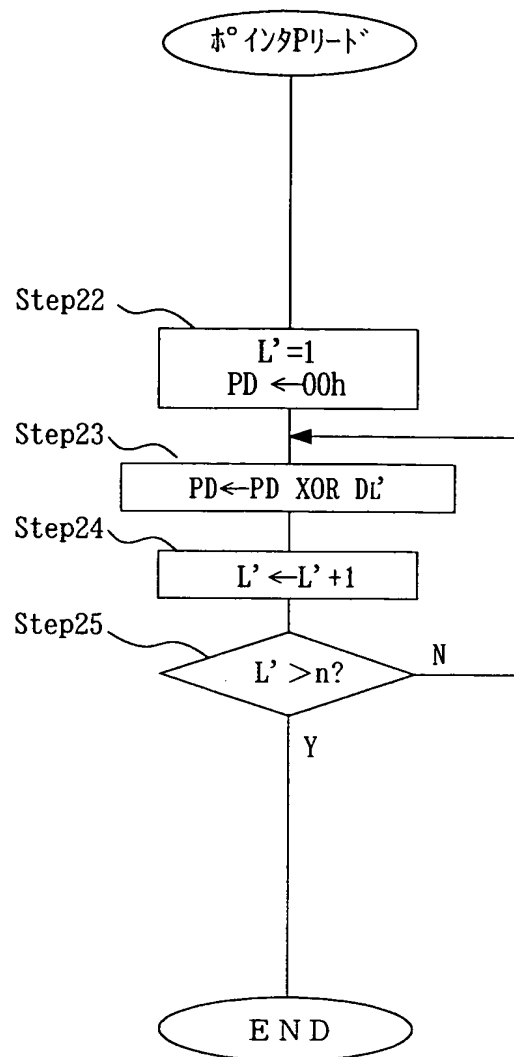 ﾎﾟｲﾝﾀPﾘｰﾄﾞ
Step22
L'=1
PD ←00h
Step23
PD←PD XOR DL'
Step24
L'←L'+1
Step25
L'＞n?
N
Y
ＥＮＤ